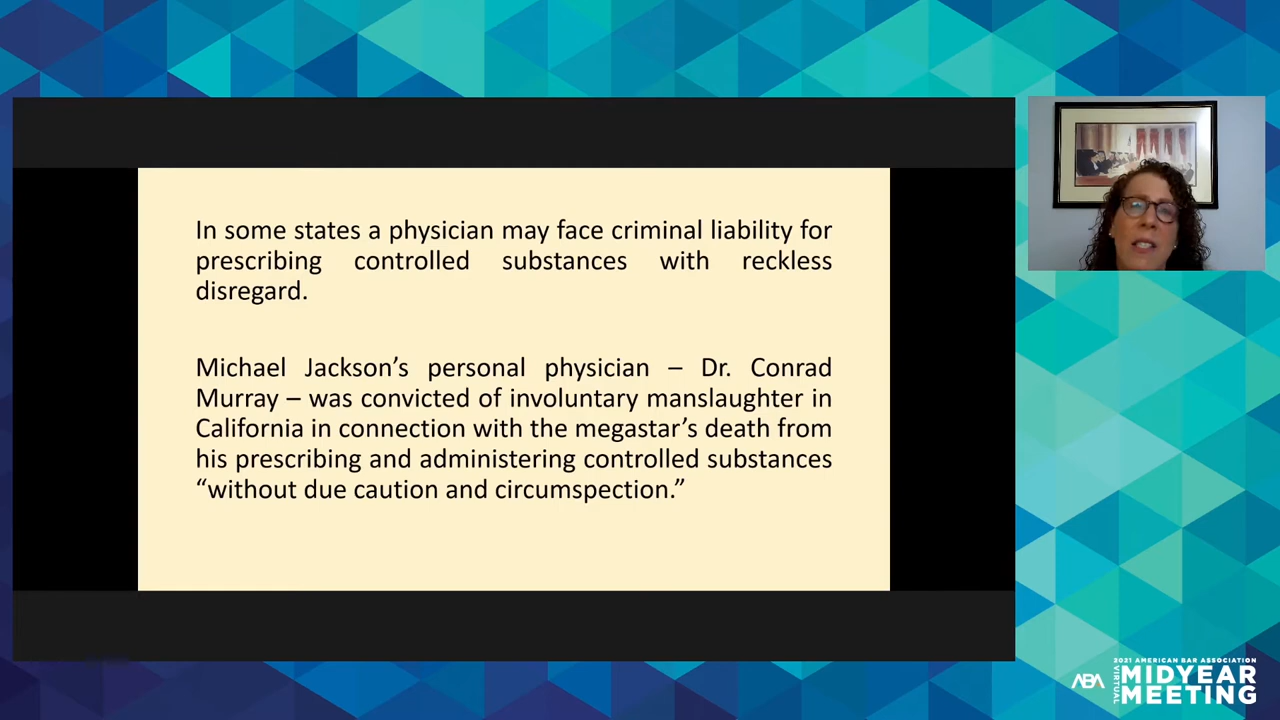 In some states a physician may face criminal liability for
prescribing controlled substances with reckless
disregard.
Michael Jackson’s personal physician – Dr. Conrad
Murray – was convicted of involuntary manslaughter in
California in connection with the megastar’s death from
his prescribing and administering controlled substances
“without due caution and circumspection.”
2021 AMERICAN BAR ASSOCIATION
ABA
VIRTUAL
MIDYEAR
MEETING